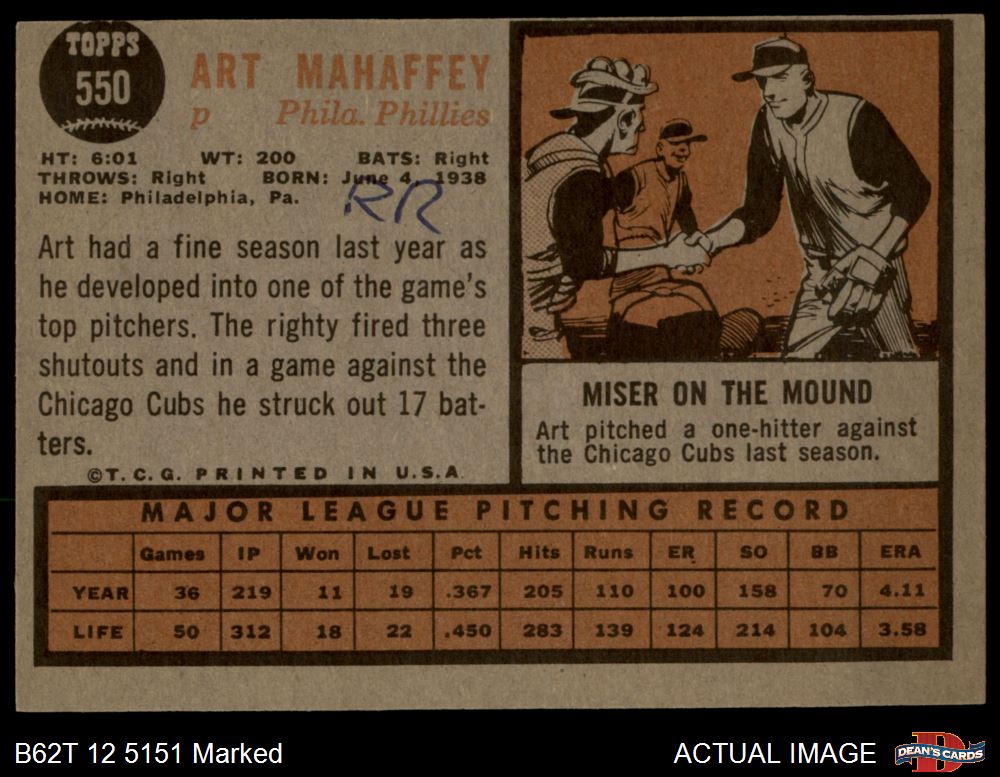 TOPPS
550
ART MAHAFFEY
p Phila. Phillies
HT: 6:01 WT: 200 BATS: Right
THROWS: Right BORN: June 4, 1938
HOME: Philadelphia, Pa.
RR
Art had a fine season last year as
he developed into one of the game's
top pitchers. The righty fired three
shutouts and in a game against the
Chicago Cubs he struck out 17 bat-
ters.
©T.C.G. PRINTED IN U.S.A.
MISER ON THE MOUND
Art pitched a one-hitter against
the Chicago Cubs last season.
MAJOR LEAGUE PITCHING RECORD
Games IP Won Lost Pct Hits Runs ER SO BB ERA
YEAR 36 219 11 19 .367 205 110 100 158 70 4.11
LIFE 50 312 18 22 .450 283 139 124 214 104 3.58
B62T 12 5151 Marked
ACTUAL IMAGE
DEAN'S CARDS